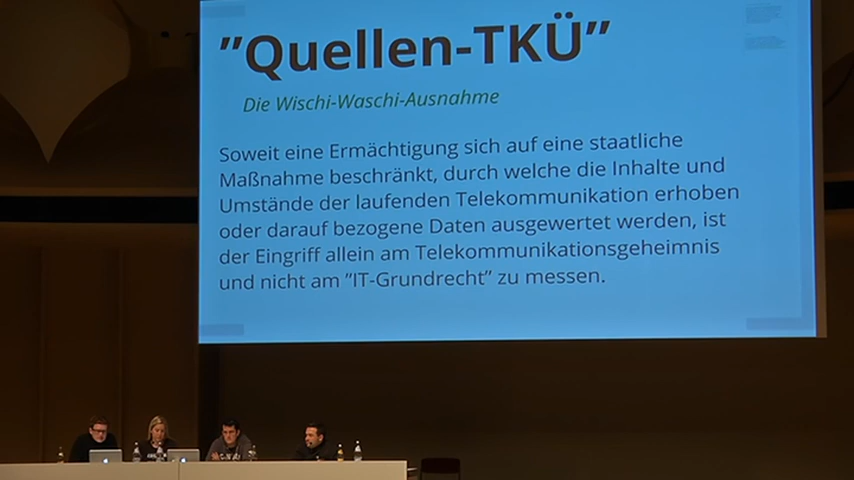 ”Quellen-TKÜ”
Die Wischi-Waschi-Ausnahme
Soweit eine Ermächtigung sich auf eine staatliche
Maßnahme beschränkt, durch welche die Inhalte und
Umstände der laufenden Telekommunikation erhoben
oder darauf bezogene Daten ausgewertet werden, ist
der Eingriff allein am Telekommunikationsgeheimnis
und nicht am ”IT-Grundrecht” zu messen.